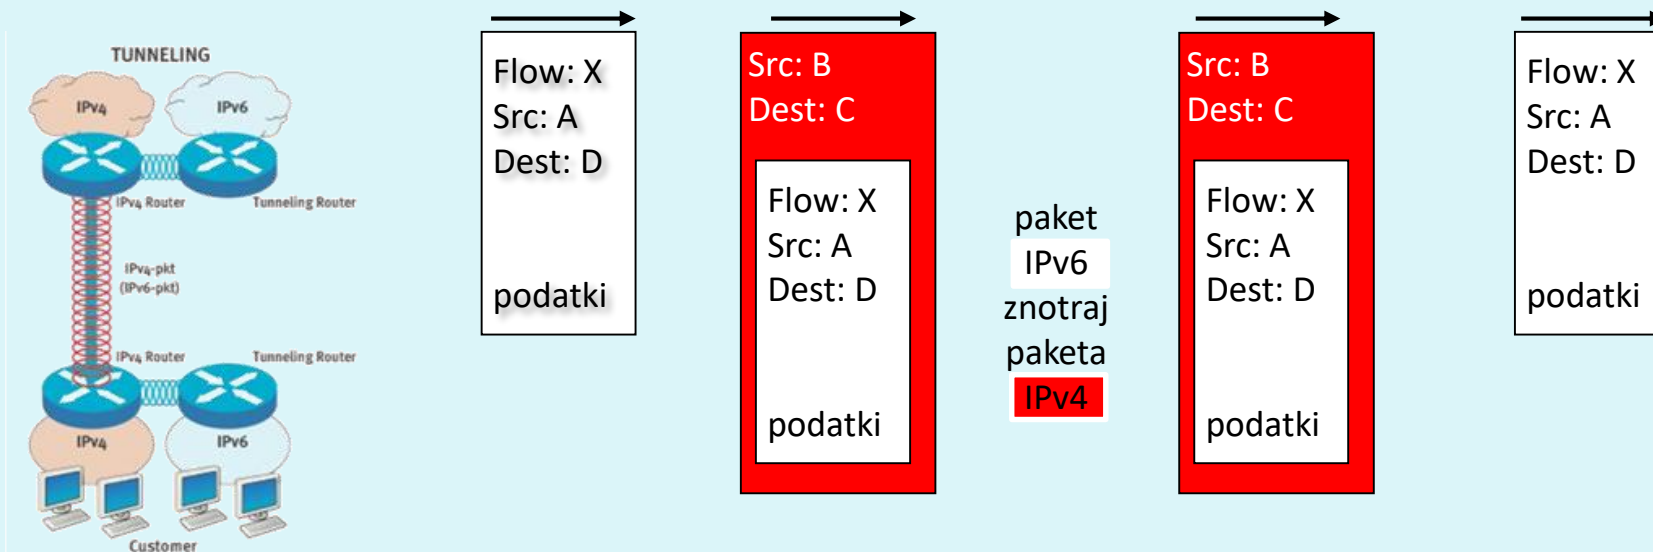 TUNNELING
IPv4
IPv6
IPv4 Router
Tunneling Router
IPv4-pkt
(IPv6-pkt)
IPv4 Router
Tunneling Router
IPv4
IPv6
Customer
Flow: X
Src: A
Dest: D
podatki
Src: B
Dest: C
Flow: X
Src: A
Dest: D
podatki
paket
IPv6
znotraj
paketa
IPv4
Src: B
Dest: C
Flow: X
Src: A
Dest: D
podatki
Flow: X
Src: A
Dest: D
podatki